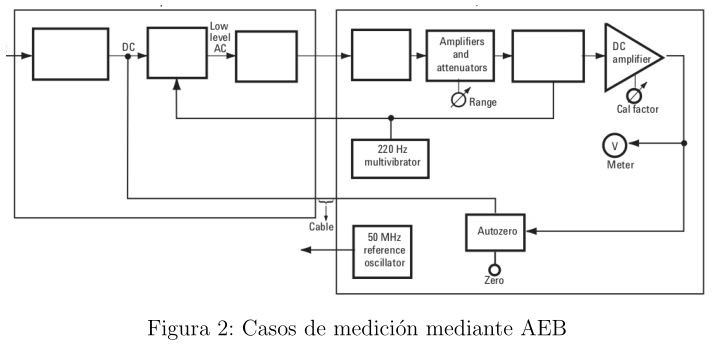 Low
level
AC
DC
Amplifiers
and
attenuators
Range
DC
amplifier
Cal factor
220 Hz
multivibrator
V
Meter
Cable
50 MHz
reference
oscillator
Autozero
Zero
Figura 2: Casos de medición mediante AEB